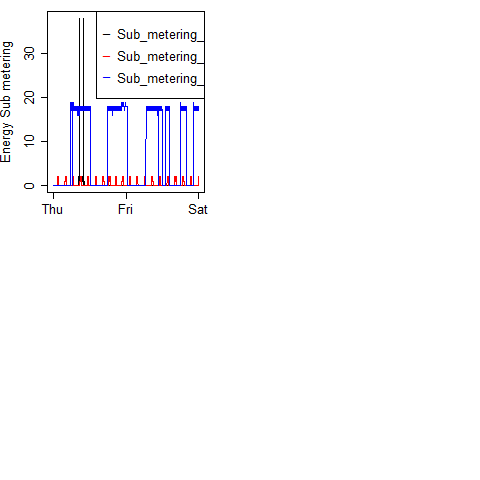 Energy Sub metering
30
20
10
0
Sub_metering_
Sub_metering_
Sub_metering_
Thu Fri Sat